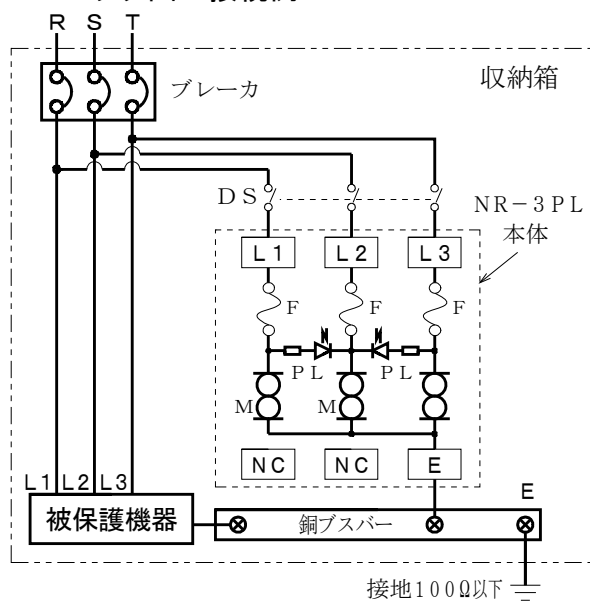 R S T
収納箱
ブレーカ
DS
NR-3PL
本体
L1 L2 L3
F F F
PL PL
M M
NC NC E
L1 L2 L3
E
被保護機器
銅ブスバー
接地100Ω以下